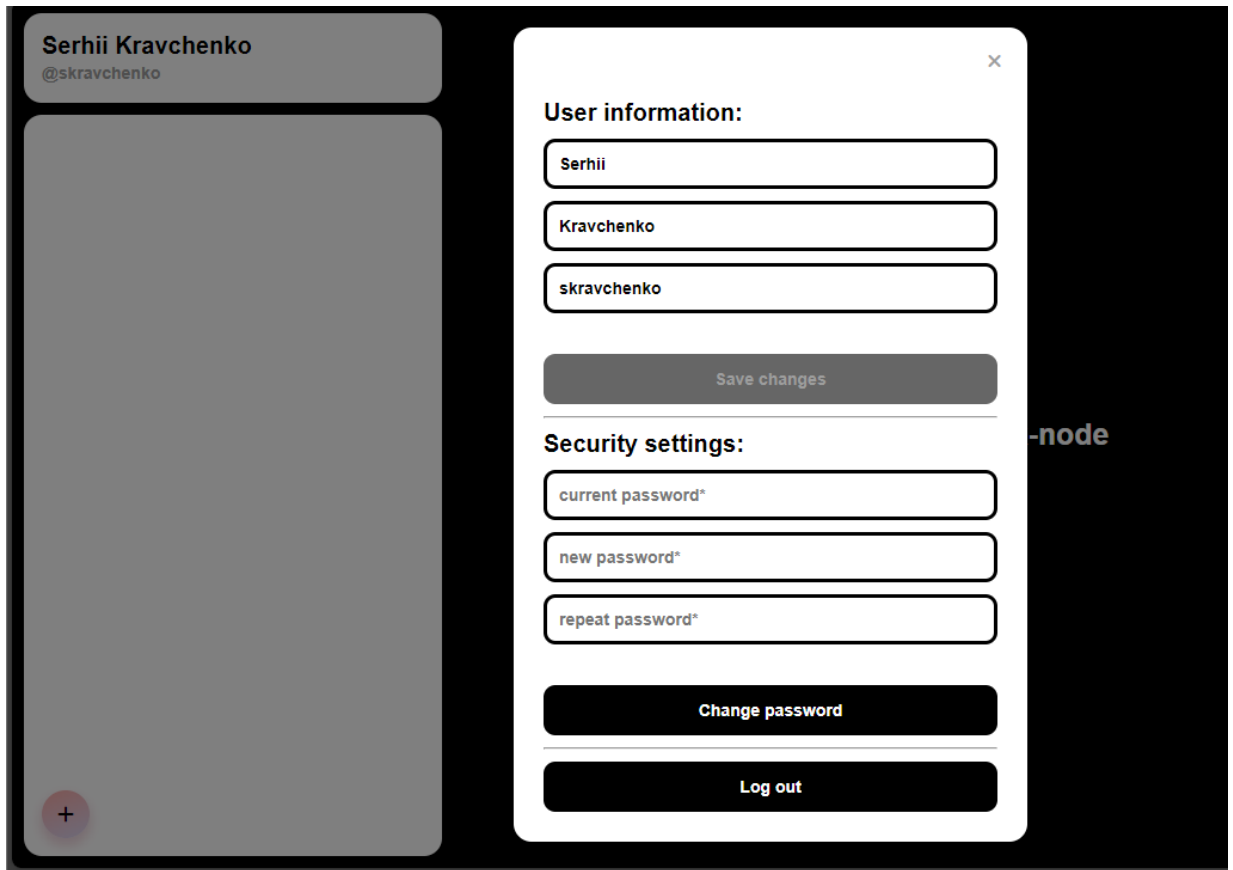 Serhii Kravchenko
@skravchenko
×
User information:
Serhii
Kravchenko
skravchenko
Save changes
-node
Security settings:
current password*
new password*
repeat password*
Change password
Log out
+